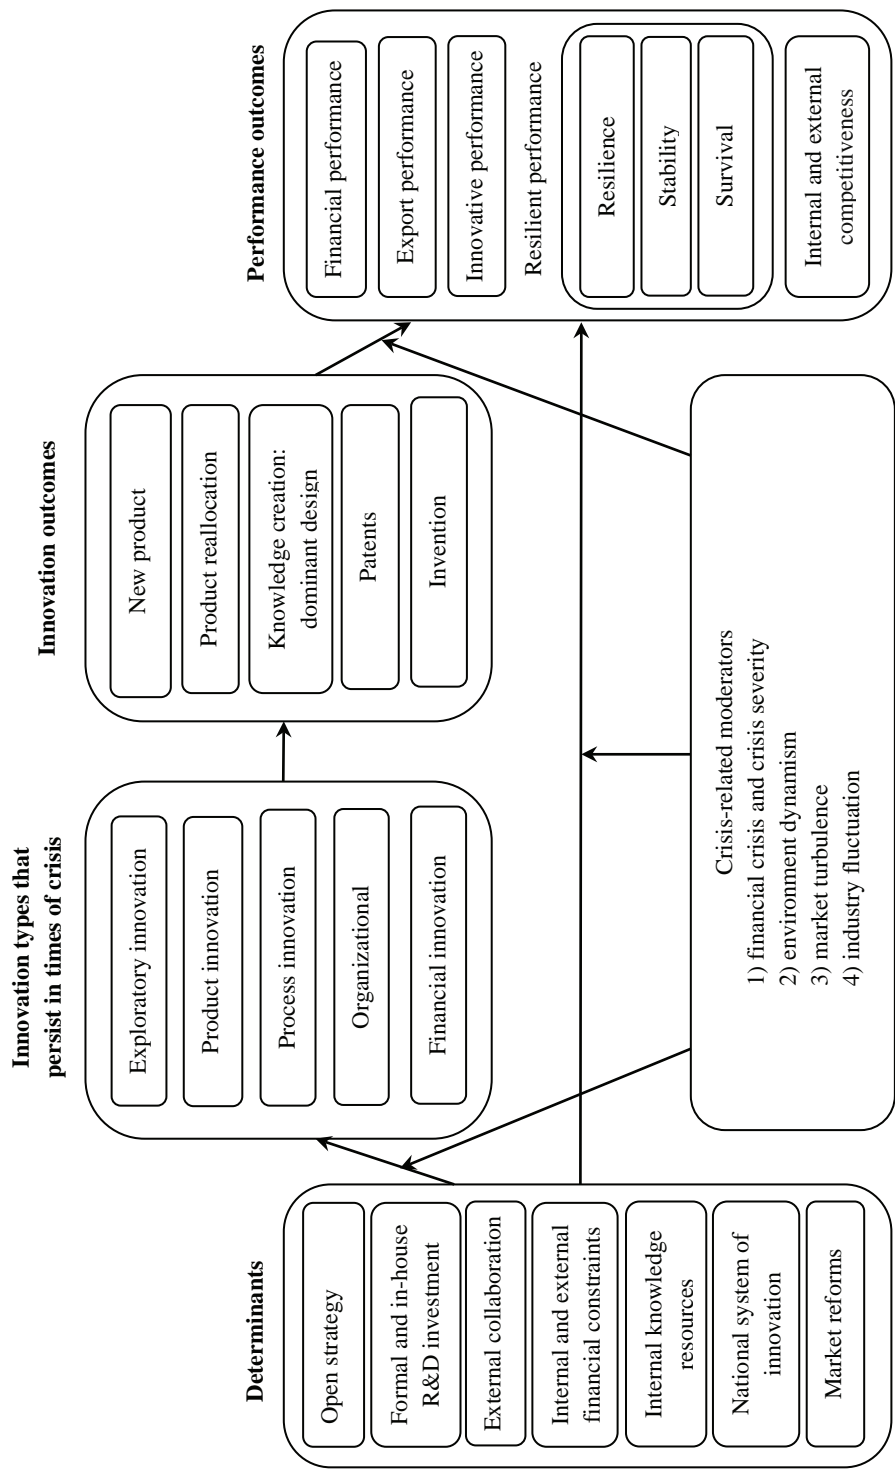 Determinants
Open strategy
Formal and in-house
R&D investment
External collaboration
Internal and external
financial constraints
Internal knowledge
resources
National system of
innovation
Market reforms
Innovation types that
persist in times of crisis
Exploratory innovation
Product innovation
Process innovation
Organizational
Financial innovation
Innovation outcomes
New product
Product reallocation
Knowledge creation:
dominant design
Patents
Invention
Performance outcomes
Financial performance
Export performance
Innovative performance
Resilient performance
Resilience
Stability
Survival
Internal and external
competitiveness
Crisis-related moderators
1) financial crisis and crisis severity
2) environment dynamism
3) market turbulence
4) industry fluctuation